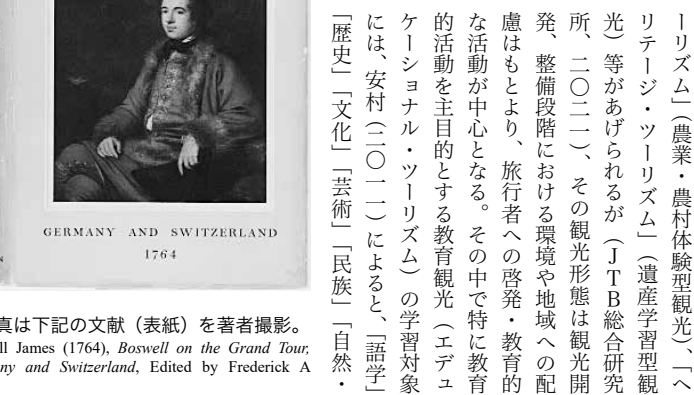 ーリズム」(農業・農村体験型観光)、「ヘ
リテージ・ツーリズム」(遺産学習型観
光)等があげられるが(JTB総合研究
所、二〇二一)、その観光形態は観光開
発、整備段階における環境や地域への配
慮はもとより、旅行者への啓発・教育的
な活動が中心となる。その中で特に教育
的活動を主目的とする教育観光(エデュ
ケーショナル・ツーリズム)の学習対象
には、安村(二〇一一)によると、「語学」
「歴史」「文化」「芸術」「民族」「自然・
GERMANY AND SWITZERLAND
1764
真は下記の文献(表紙)を著者撮影。
ll James (1764), Boswell on the Grand Tour,
ny and Switzerland, Edited by Frederick A